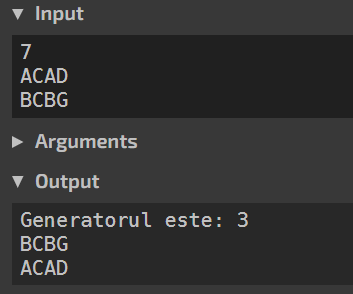 Input
7
ACAD
BCBG
Arguments
Output
Generatorul este: 3
BCBG
ACAD